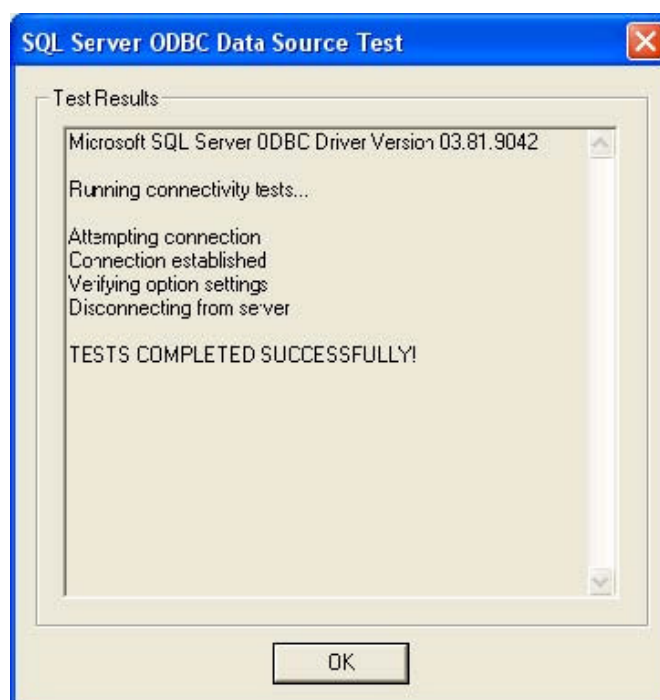 SQL Server ODBC Data Source Test
Test Results
Microsoft SQL Server ODBC Driver Version 03.81.9042
Running connectivity tests...
Attempting connection
Connection established
Verifying option settings
Disconnecting from server
TESTS COMPLETED SUCCESSFULLY!
OK